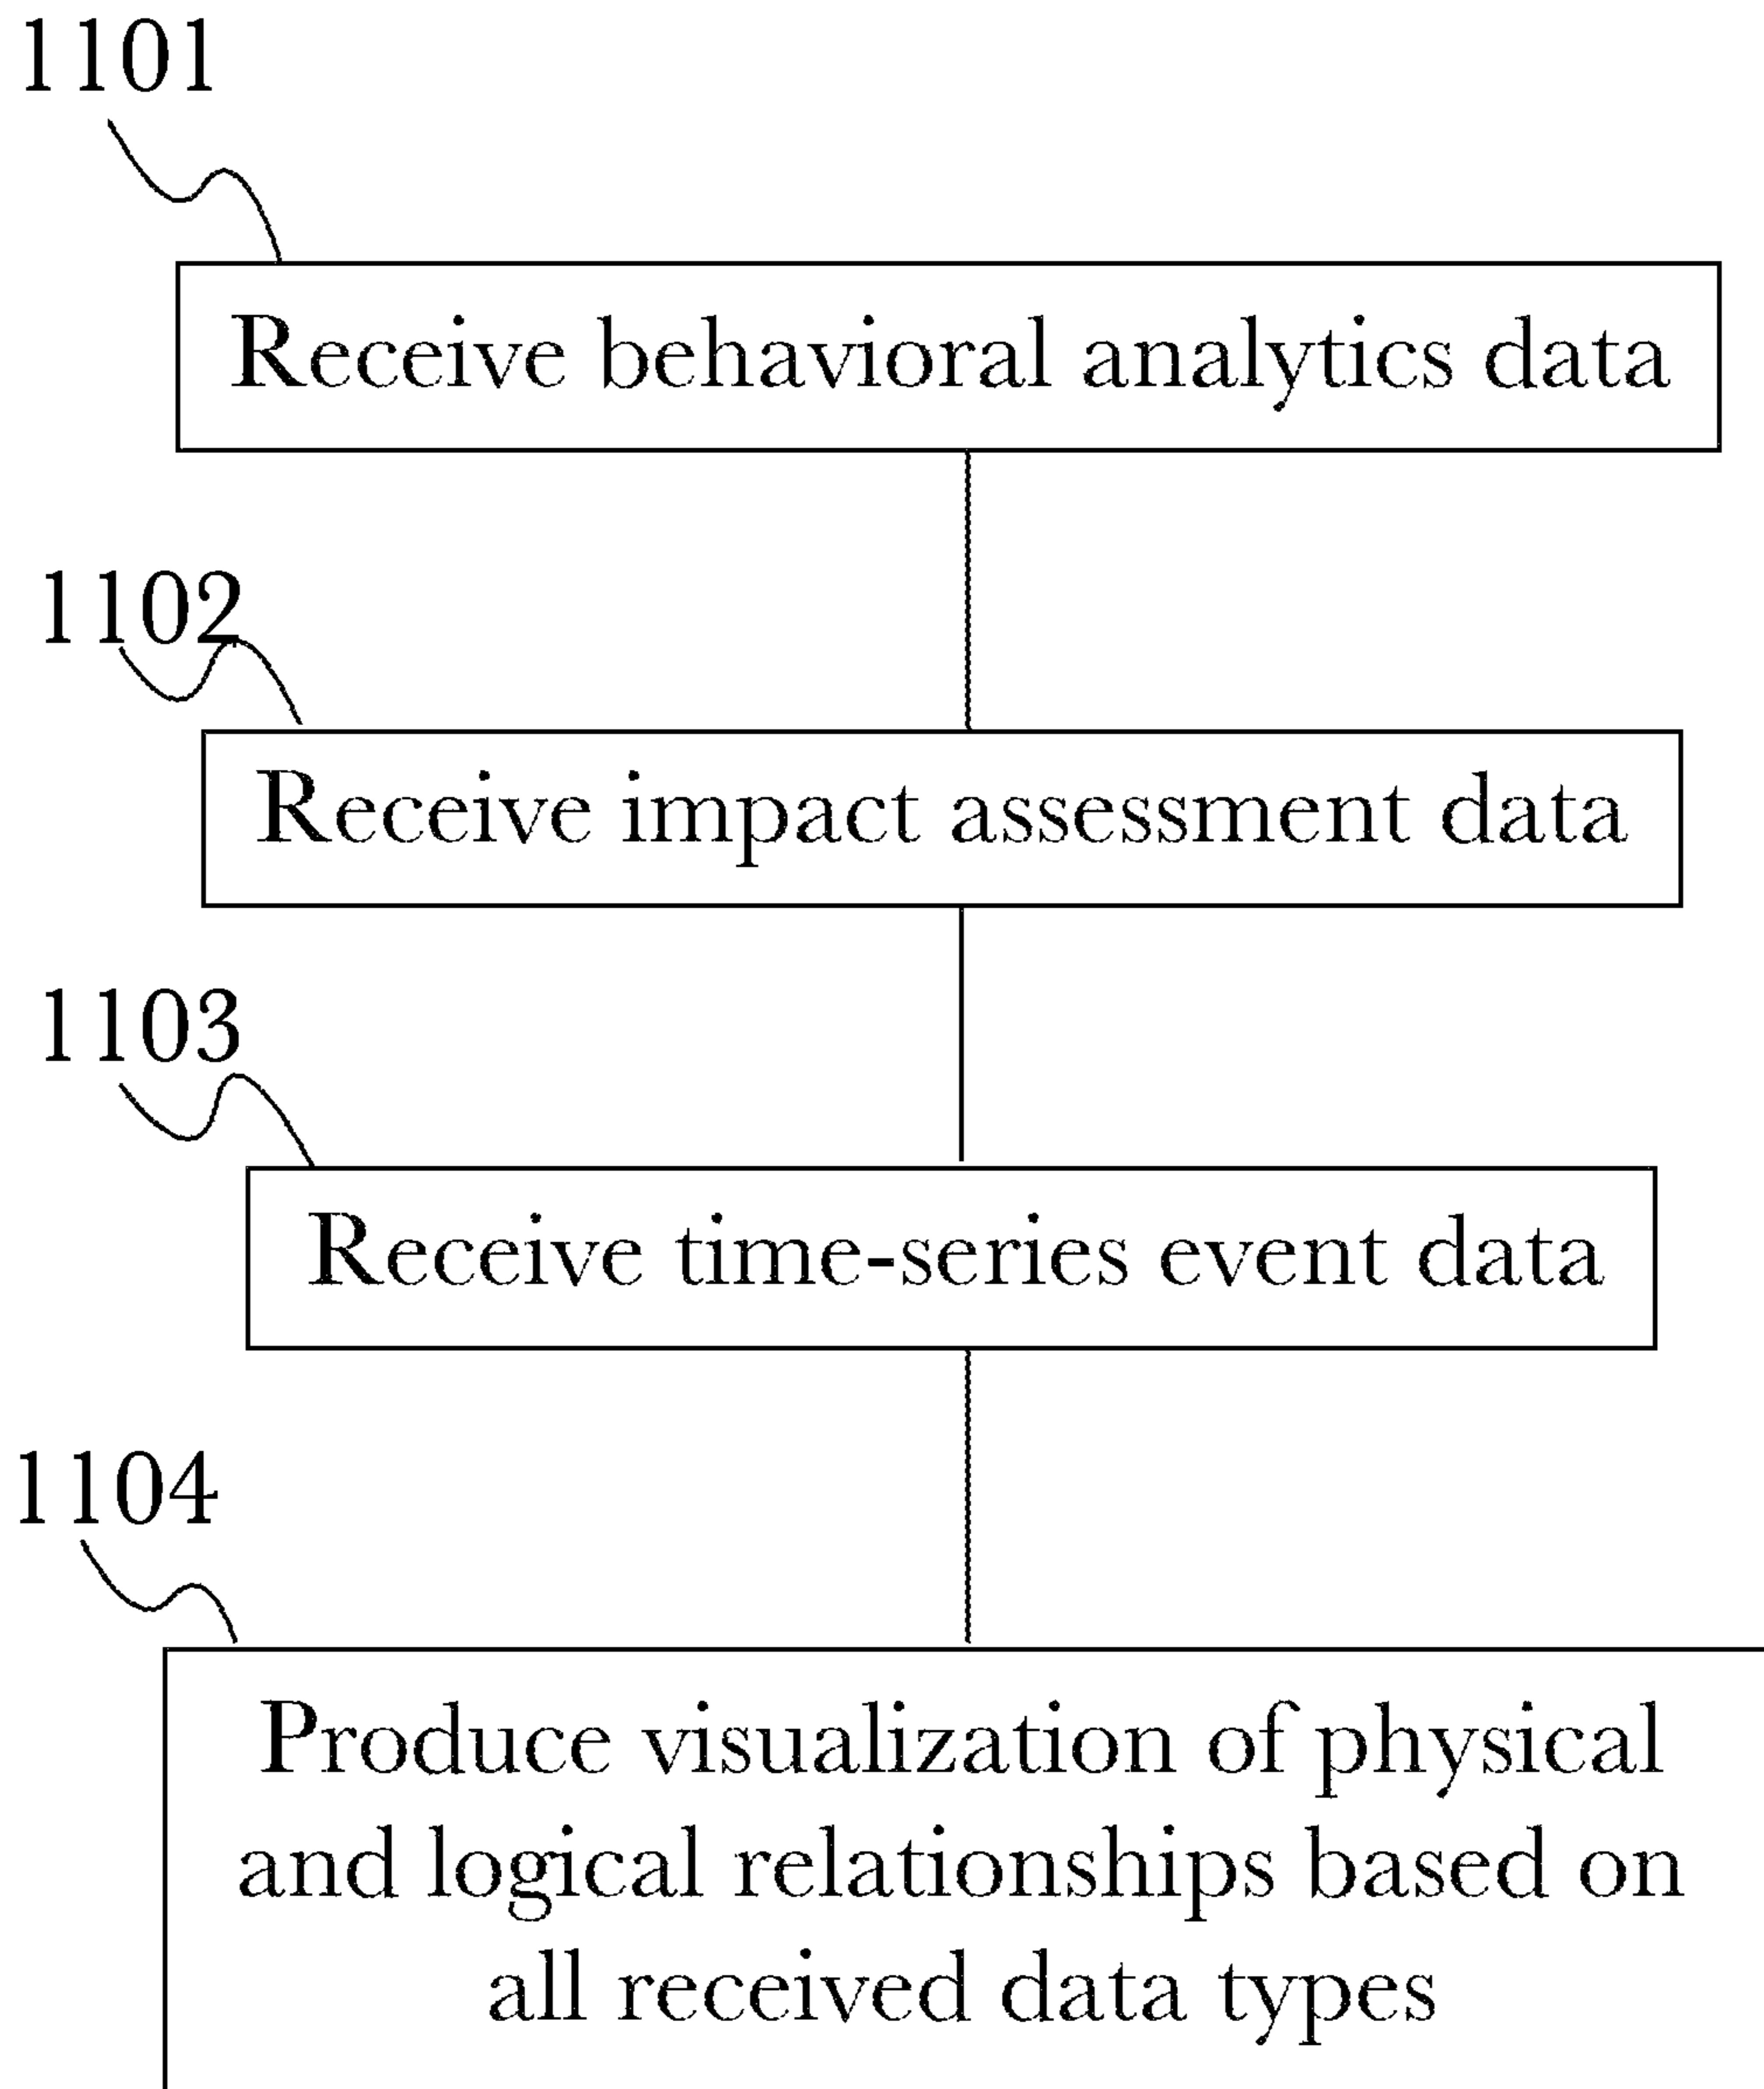 1101
Receive behavioral analytics data
1102
Receive impact assessment data
1103
Receive time-series event data
1104
Produce visualization of physical
and logical relationships based on
all received data types